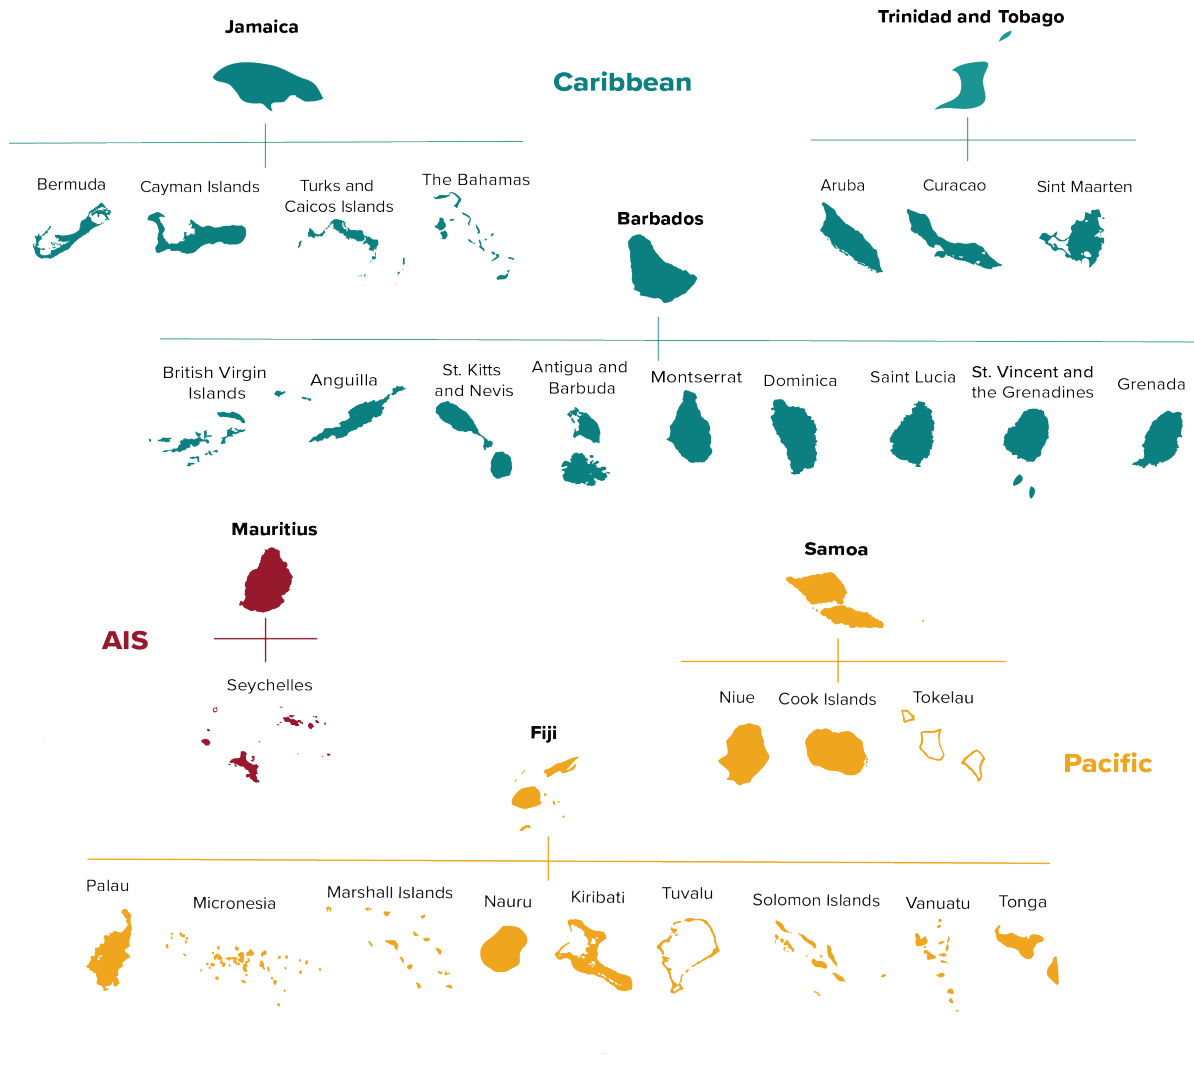 Jamaica
Trinidad and Tobago
Caribbean
Bermuda
Cayman Islands
Turks and
Caicos Islands
The Bahamas
Barbados
Aruba
Curacao
Sint Maarten
British Virgin
Islands
Anguilla
St. Kitts
and Nevis
Antigua and
Barbuda
Montserrat
Dominica
Saint Lucia
St. Vincent and
the Grenadines
Grenada
Mauritius
Samoa
AIS
Seychelles
Niue
Cook Islands
Tokelau
Fiji
Pacific
Palau
Micronesia
Marshall Islands
Nauru
Kiribati
Tuvalu
Solomon Islands
Vanuatu
Tonga